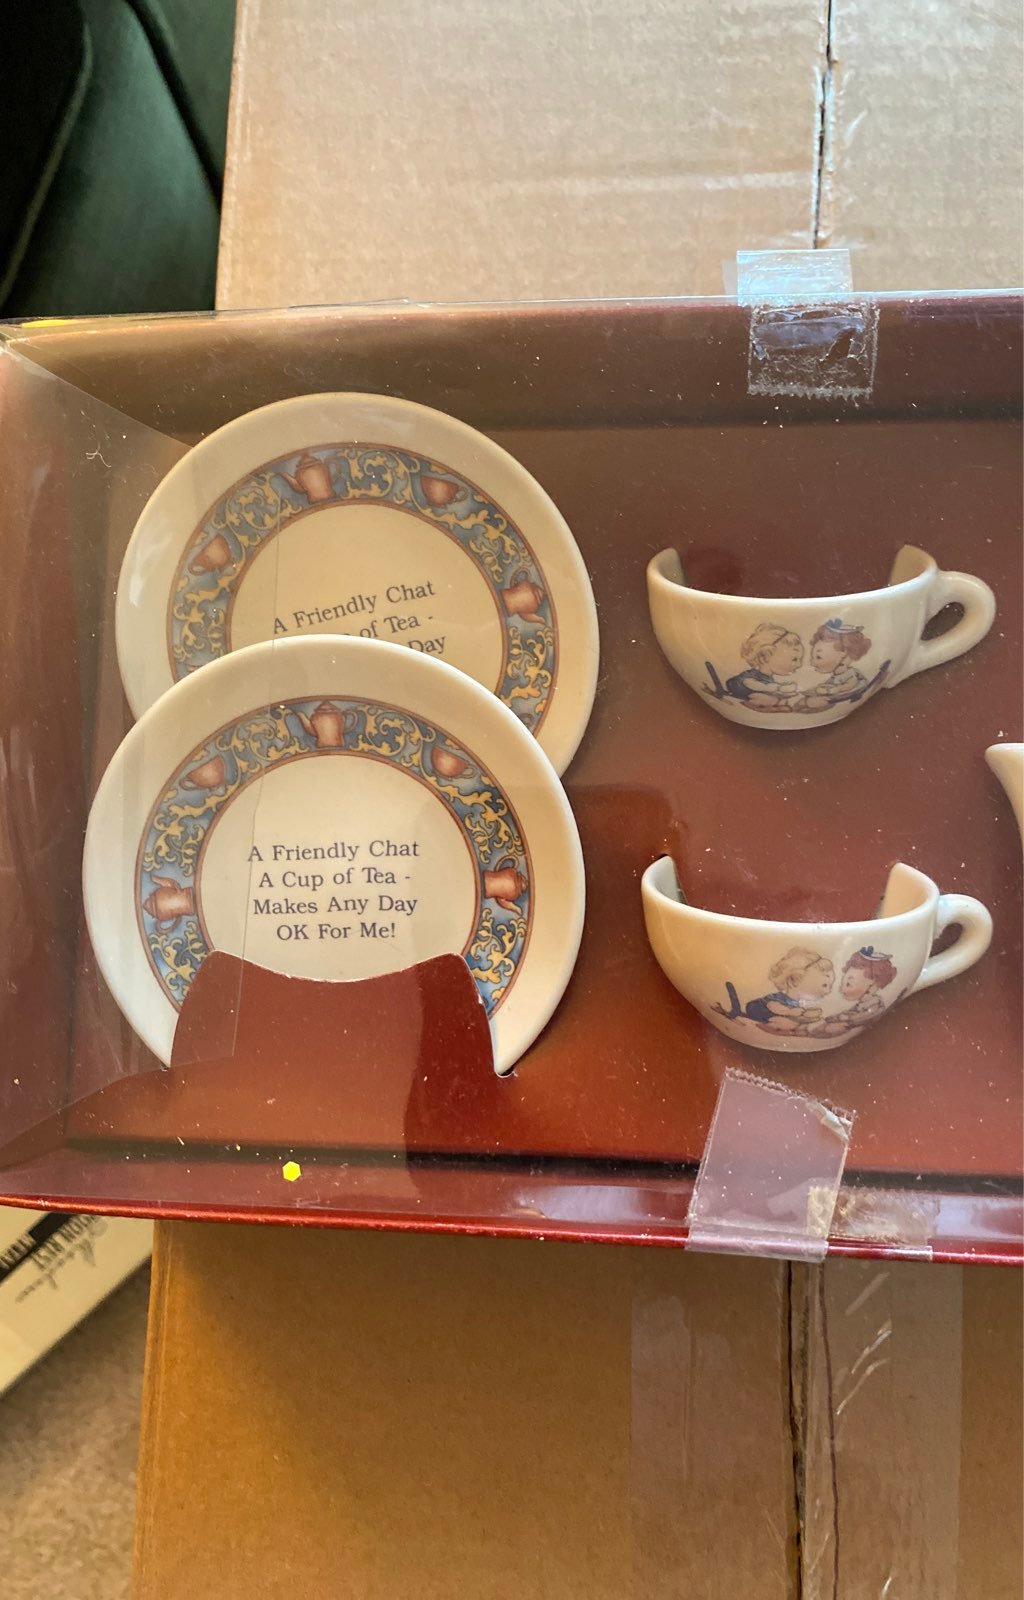 A Friendly Chat
of Tea -
Day
A Friendly Chat
A Cup of Tea -
Makes Any Day
OK For Me!